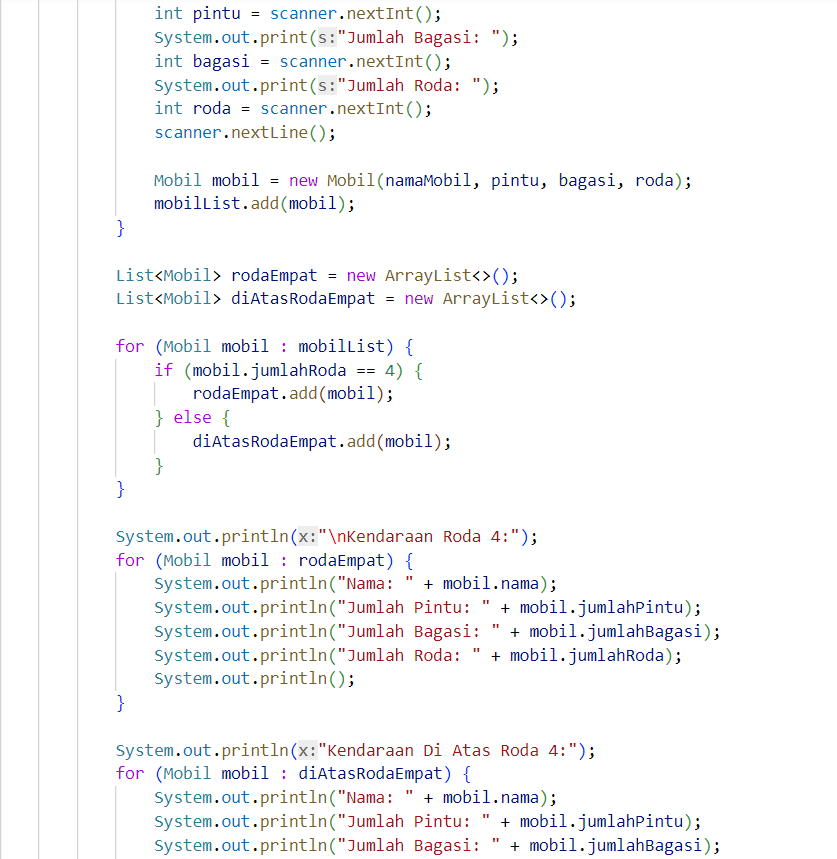 int pintu = scanner.nextInt();
System.out.print(s:"Jumlah Bagasi: ");
int bagasi = scanner.nextInt();
System.out.print(s:"Jumlah Roda: ");
int roda = scanner.nextInt();
scanner.nextLine();
Mobil mobil = new Mobil(namaMobil, pintu, bagasi, roda);
mobilList.add(mobil);
}
List<Mobil> rodaEmpat = new ArrayList<>();
List<Mobil> diAtasRodaEmpat = new ArrayList<>();
for (Mobil mobil : mobilList) {
if (mobil.jumlahRoda == 4) {
rodaEmpat.add(mobil);
} else {
diAtasRodaEmpat.add(mobil);
}
}
System.out.println(x:"\nKendaraan Roda 4:");
for (Mobil mobil : rodaEmpat) {
System.out.println("Nama: " + mobil.nama);
System.out.println("Jumlah Pintu: " + mobil.jumlahPintu);
System.out.println("Jumlah Bagasi: " + mobil.jumlahBagasi);
System.out.println("Jumlah Roda: " + mobil.jumlahRoda);
System.out.println();
}
System.out.println(x:"Kendaraan Di Atas Roda 4:");
for (Mobil mobil : diAtasRodaEmpat) {
System.out.println("Nama: " + mobil.nama);
System.out.println("Jumlah Pintu: " + mobil.jumlahPintu);
System.out.println("Jumlah Bagasi: " + mobil.jumlahBagasi);